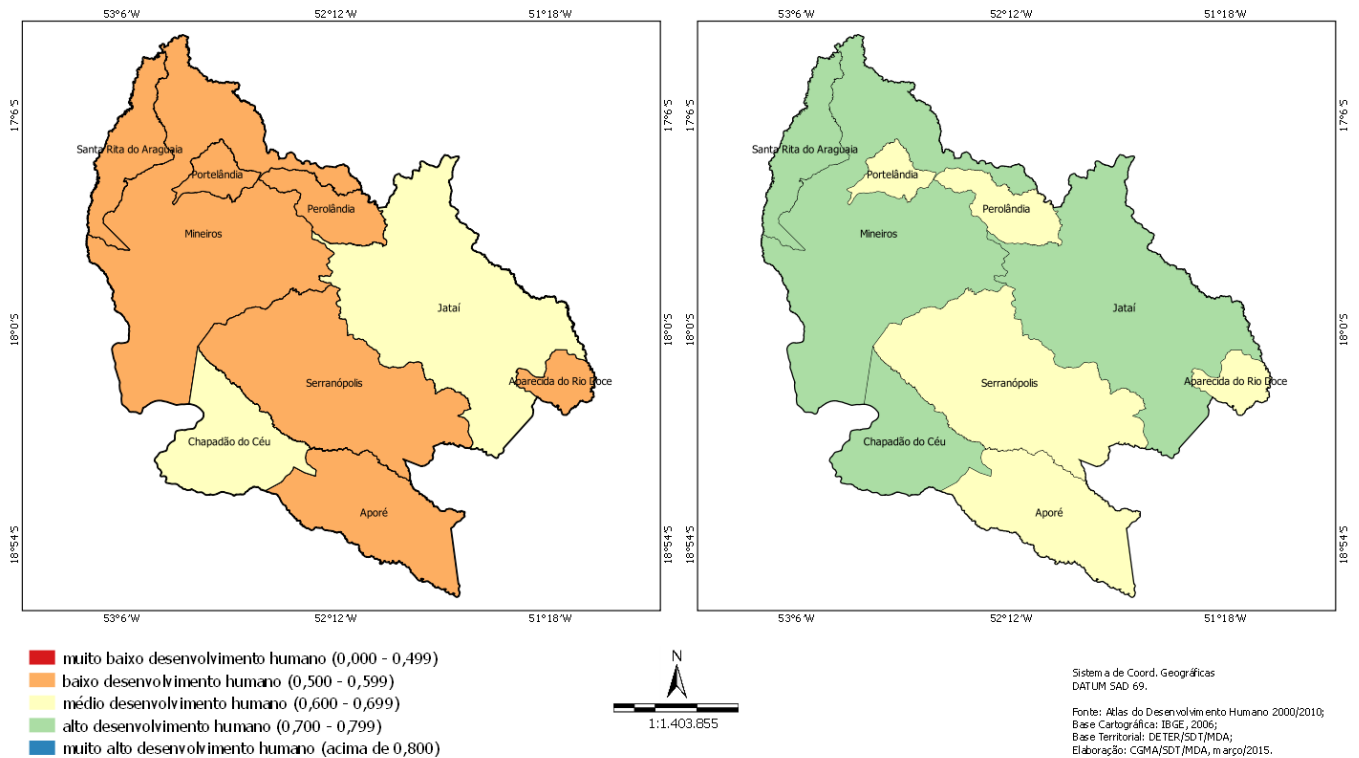 53°6'W 52°12'W 51°18'W 53°6'W 52°12'W 51°18'W
17°6'S 17°6'S 17°6'S 17°6'S
Santa Rita do Araguaia
Portelândia
Perolândia
Mineiros
Jataí
Serranópolis
Aparecida do Rio Doce
Chapadão do Céu
Aporé
Santa Rita do Araguaia
Portelândia
Perolândia
Mineiros
Jataí
Serranópolis
Aparecida do Rio Doce
Chapadão do Céu
Aporé
18°0'S 18°0'S 18°0'S 18°0'S
18°54'S 18°54'S 18°54'S 18°54'S
53°6'W 52°12'W 51°18'W 53°6'W 52°12'W 51°18'W
muito baixo desenvolvimento humano (0,000 - 0,499)
baixo desenvolvimento humano (0,500 - 0,599)
médio desenvolvimento humano (0,600 - 0,699)
alto desenvolvimento humano (0,700 - 0,799)
muito alto desenvolvimento humano (acima de 0,800)
N
1:1.403.855
Sistema de Coord. Geográficas
DATUM SAD 69.
Fonte: Atlas do Desenvolvimento Humano 2000/2010;
Base Cartográfica: IBGE, 2006;
Base Territorial: DETER/SDT/MDA;
Elaboração: CGMA/SDT/MDA, março/2015.